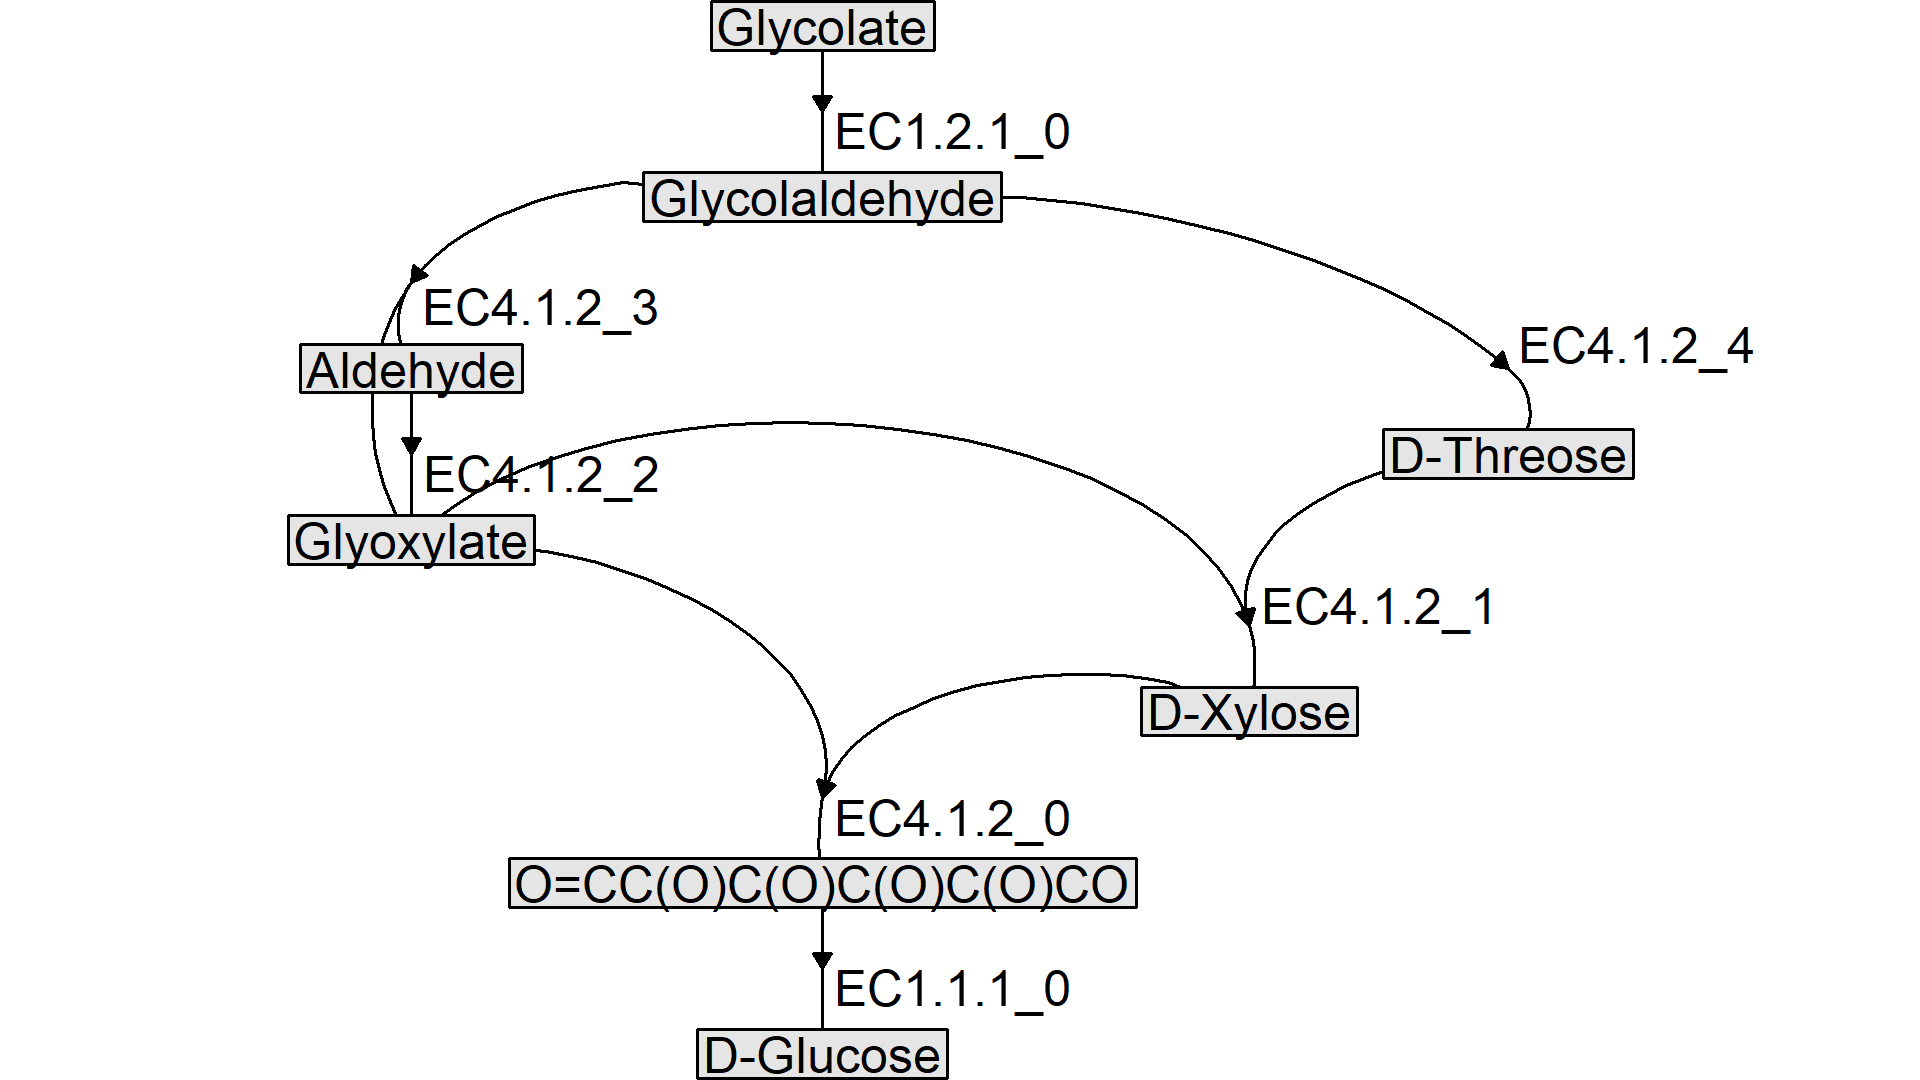 Glycolate
EC1.2.1_0
Glycolaldehyde
EC4.1.2_3
EC4.1.2_4
Aldehyde
D-Threose
EC4.1.2_2
Glyoxylate
EC4.1.2_1
D-Xylose
EC4.1.2_0
O=CC(O)C(O)C(O)C(O)CO
EC1.1.1_0
D-Glucose